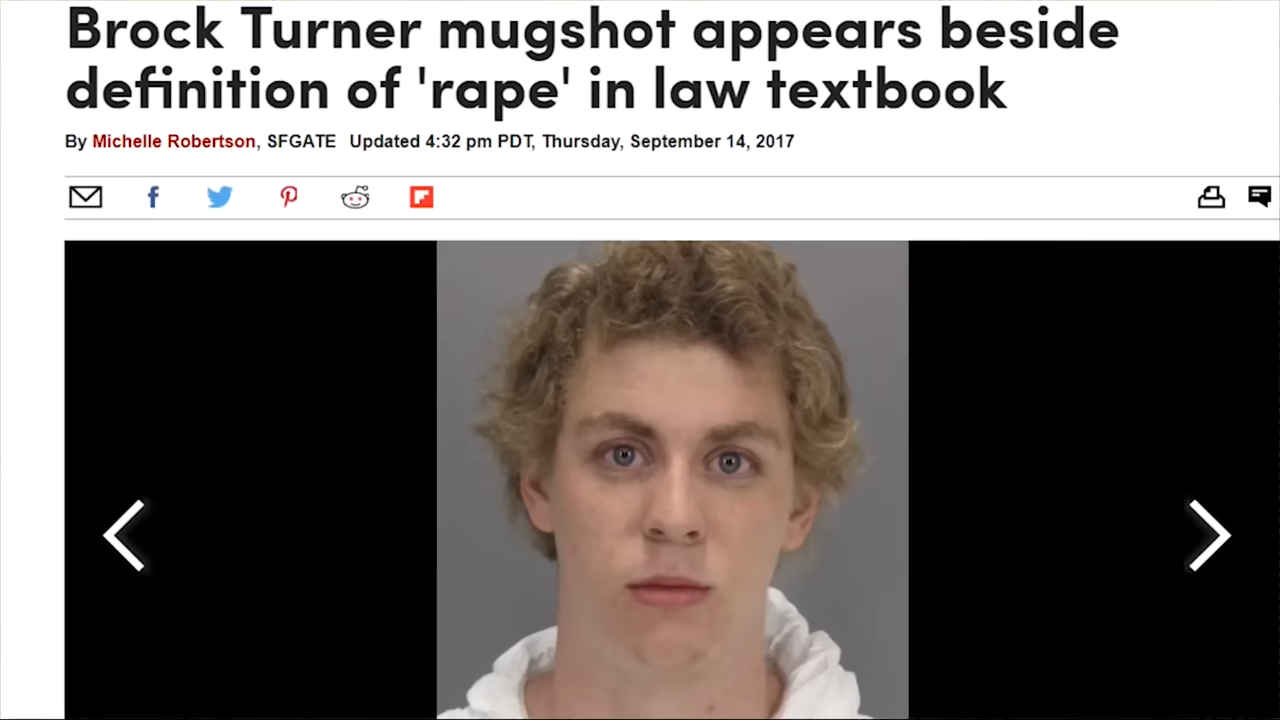 Brock Turner mugshot appears beside
definition of 'rape' in law textbook
By Michelle Robertson, SFGATE Updated 4:32 pm PDT, Thursday, September 14, 2017